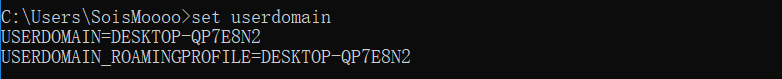 C:\Users\SoisMoooo>set userdomain
USERDOMAIN=DESKTOP-QP7E8N2
USERDOMAIN_ROAMINGPROFILE=DESKTOP-QP7E8N2